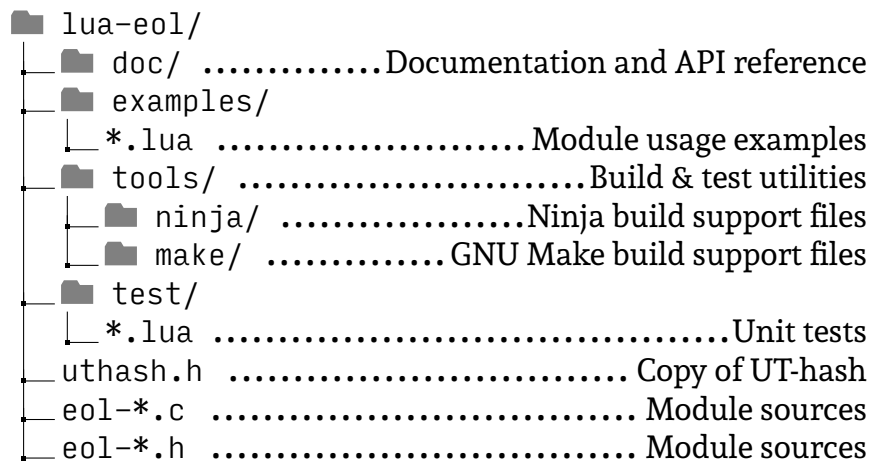 lua-eol/
doc/ ..............Documentation and API reference
examples/
*.lua ........................Module usage examples
tools/ ...........................Build & test utilities
ninja/ ...................Ninja build support files
make/ ..............GNU Make build support files
test/
*.lua ........................................Unit tests
uthash.h ...............................Copy of UT-hash
eol-*.c .................................Module sources
eol-*.h .................................Module sources